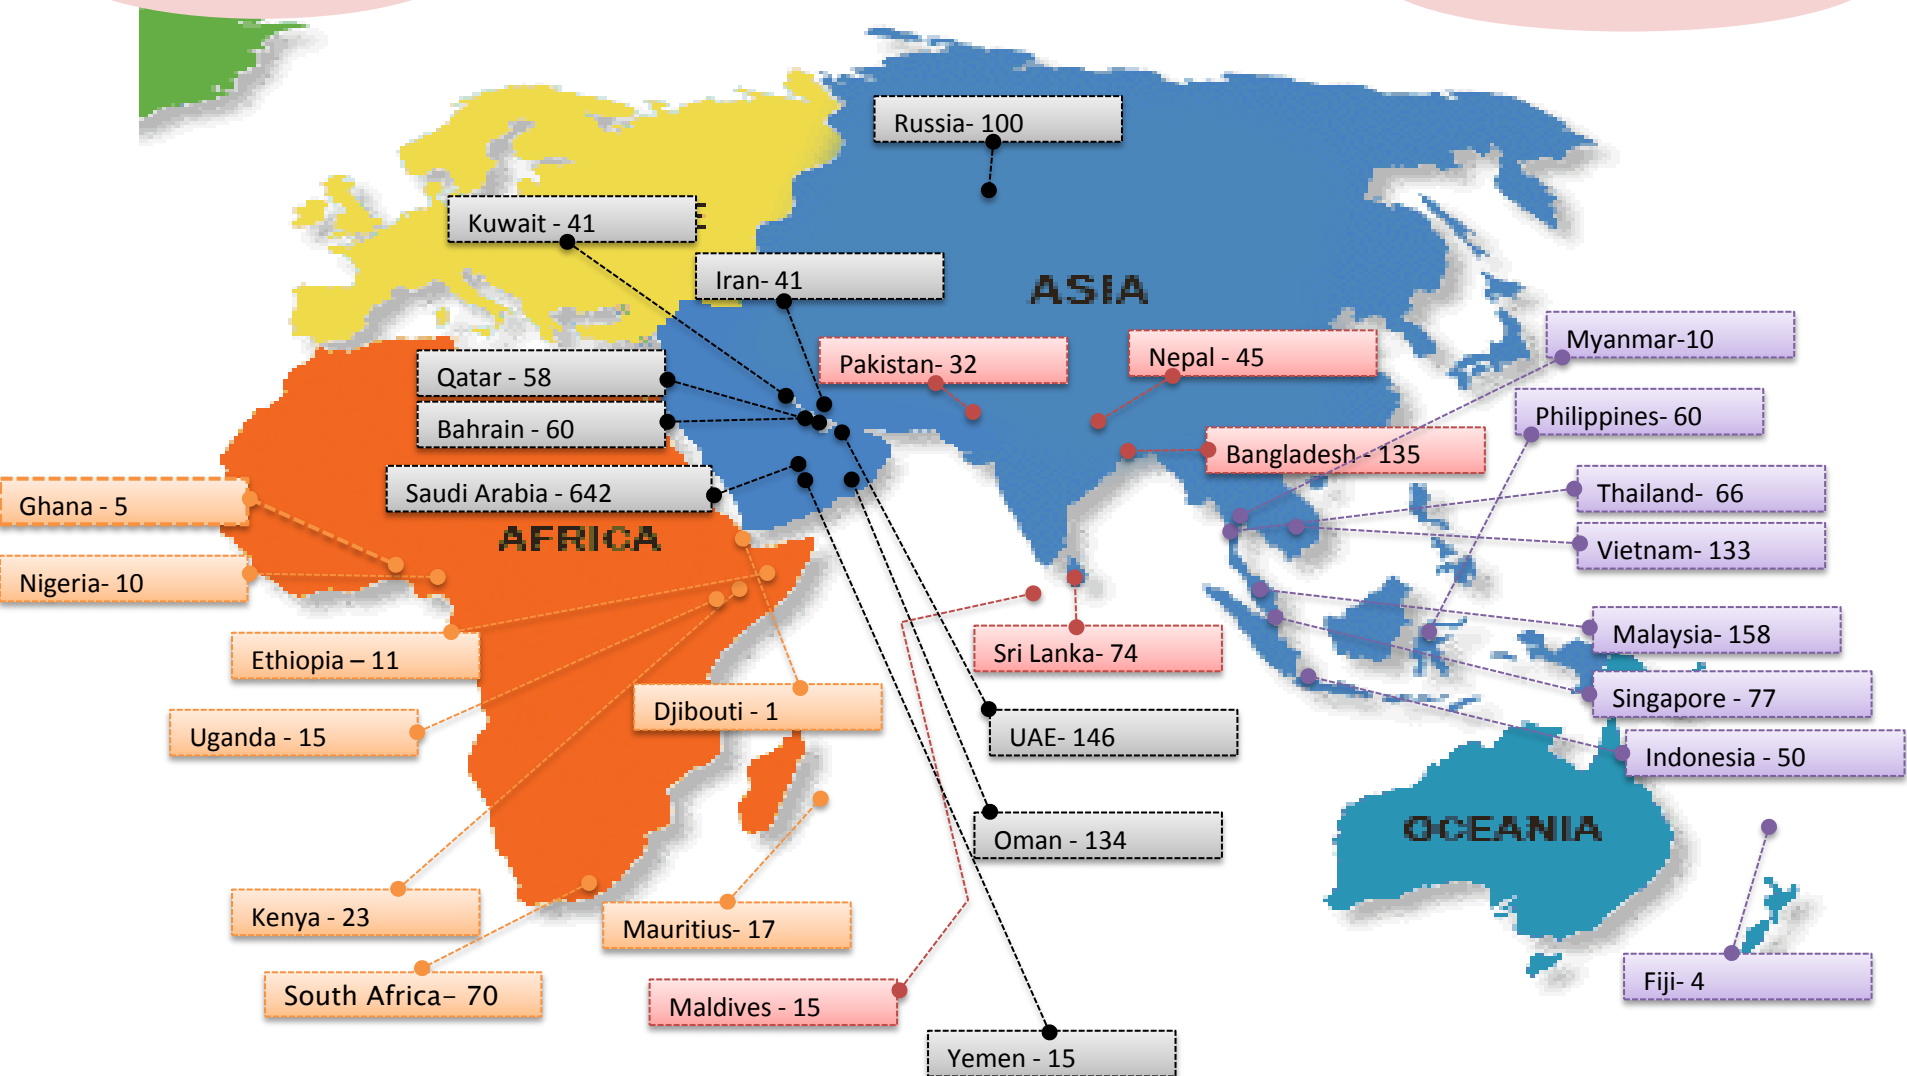 Russia- 100
Kuwait - 41
E
Iran- 41
ASIA
Myanmar-10
Pakistan- 32
Nepal - 45
Qatar - 58
Philippines- 60
Bahrain - 60
Bangladesh - 135
Saudi Arabia - 642
Thailand- 66
Ghana - 5
AFRICA
Vietnam- 133
Nigeria- 10
Malaysia- 158
Ethiopia – 11
Sri Lanka- 74
Singapore - 77
Djibouti - 1
Uganda - 15
UAE- 146
Indonesia - 50
OCEANIA
Oman - 134
Kenya - 23
Mauritius- 17
Fiji- 4
South Africa– 70
Maldives - 15
Yemen - 15